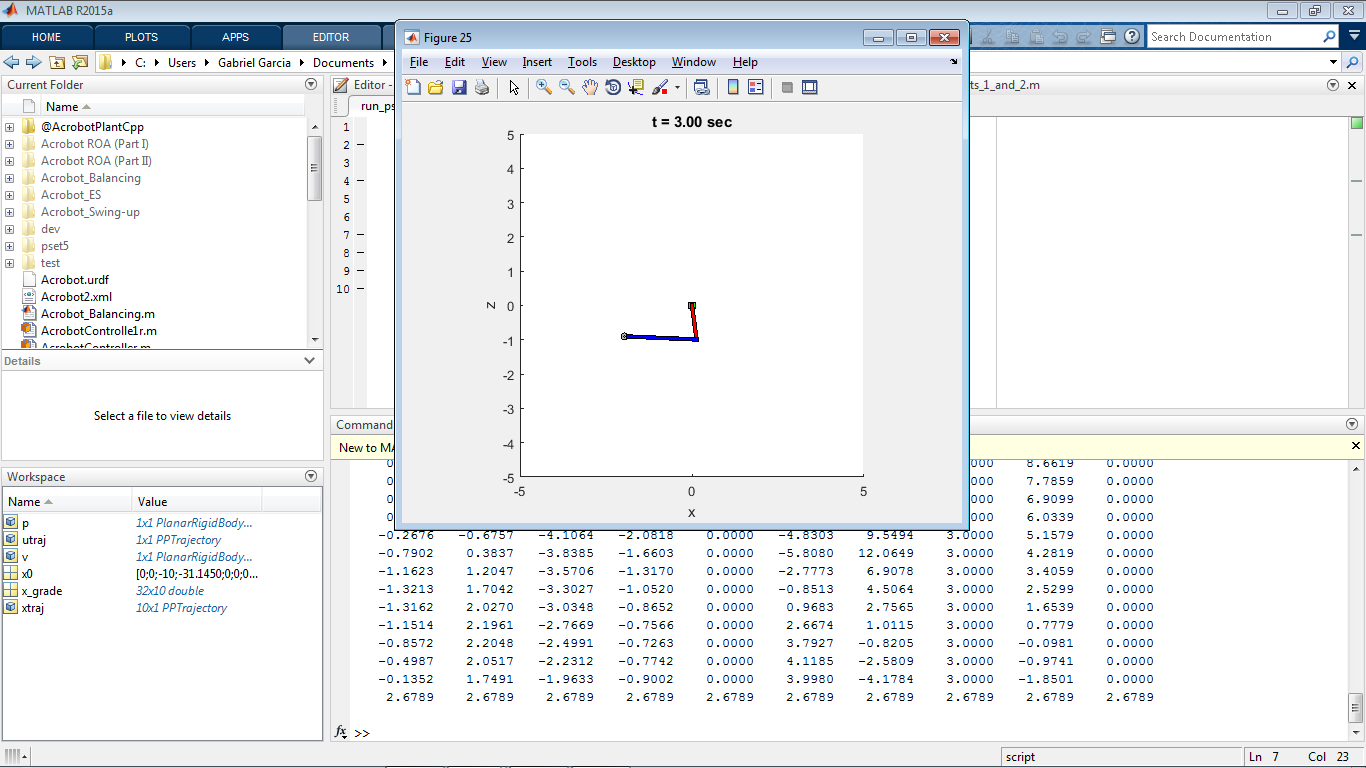 MATLAB R2015a
HOME PLOTS APPS EDITOR
Search Documentation
C: Users Gabriel Garcia Documents
Current Folder
Name
@AcrobotPlantCpp
Acrobot ROA (Part I)
Acrobot ROA (Part II)
Acrobot_Balancing
Acrobot_ES
Acrobot_Swing-up
dev
pset5
test
Acrobot.urdf
Acrobot2.xml
Acrobot_Balancing.m
AcrobotControlle1r.m
AcrobotController.m
Details
Select a file to view details
Workspace
Name Value
p 1x1 PlanarRigidBody...
utraj 1x1 PPTrajectory
v 1x1 PlanarRigidBody...
x0 [0;0;-10;-31.1450;0;0;0...
x_grade 32x10 double
xtraj 10x1 PPTrajectory
Editor -
ts_1_and_2.m
run_ps
1
2 –
3
4 –
5
6
7 –
8 –
9 –
10 –
Figure 25
File Edit View Insert Tools Desktop Window Help
t = 3.00 sec
5
4
3
2
1
0
-1
-2
-3
-4
-5
z
-5 0 5
x
Command
New to MA
0 000 8.6619 0.0000
0 000 7.7859 0.0000
0 000 6.9099 0.0000
0 000 6.0339 0.0000
-0.2676 -0.6757 -4.1064 -2.0818 0.0000 -4.8303 9.5494 3.0000 5.1579 0.0000
-0.7902 0.3837 -3.8385 -1.6603 0.0000 -5.8080 12.0649 3.0000 4.2819 0.0000
-1.1623 1.2047 -3.5706 -1.3170 0.0000 -2.7773 6.9078 3.0000 3.4059 0.0000
-1.3213 1.7042 -3.3027 -1.0520 0.0000 -0.8513 4.5064 3.0000 2.5299 0.0000
-1.3162 2.0270 -3.0348 -0.8652 0.0000 0.9683 2.7565 3.0000 1.6539 0.0000
-1.1514 2.1961 -2.7669 -0.7566 0.0000 2.6674 1.0115 3.0000 0.7779 0.0000
-0.8572 2.2048 -2.4991 -0.7263 0.0000 3.7927 -0.8205 3.0000 -0.0981 0.0000
-0.4987 2.0517 -2.2312 -0.7742 0.0000 4.1185 -2.5809 3.0000 -0.9741 0.0000
-0.1352 1.7491 -1.9633 -0.9002 0.0000 3.9980 -4.1784 3.0000 -1.8501 0.0000
2.6789 2.6789 2.6789 2.6789 2.6789 2.6789 2.6789 2.6789 2.6789 2.6789
fx >>
script Ln 7 Col 23